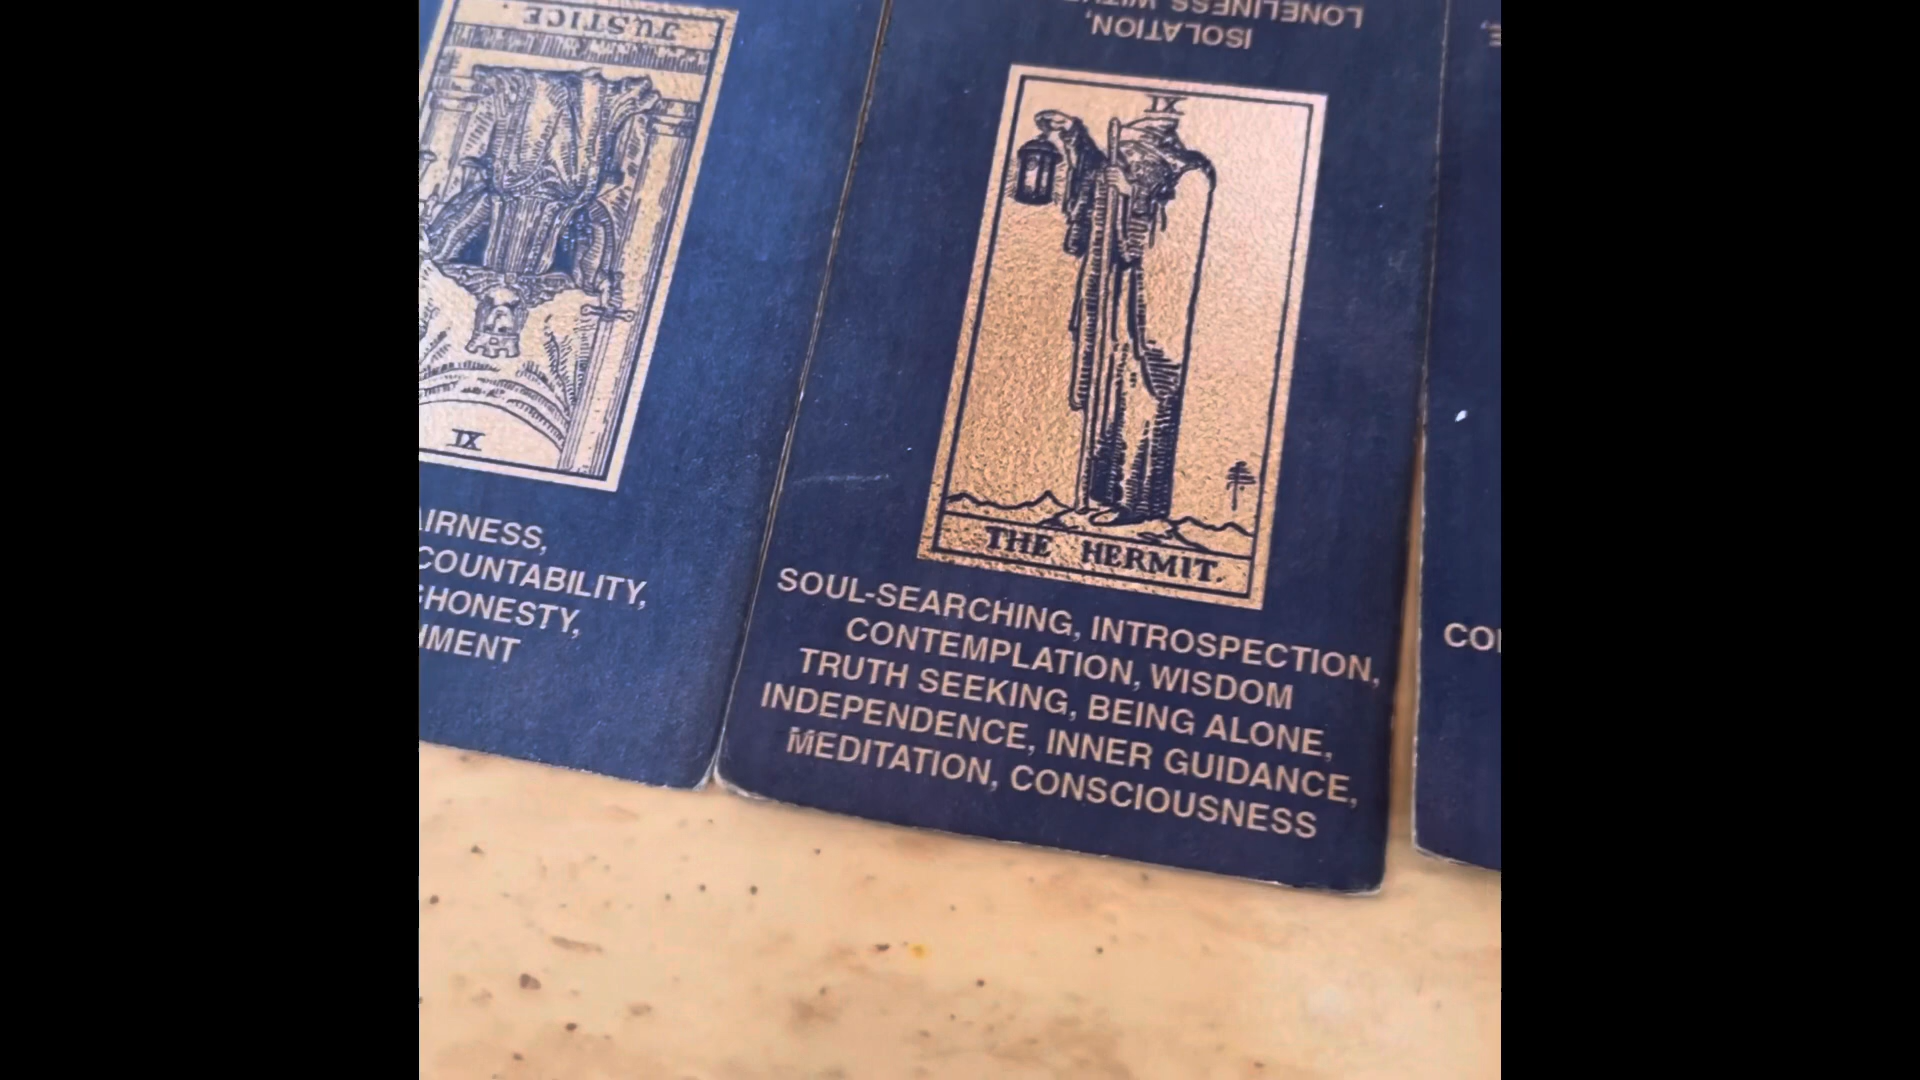 JUSTICE.
XI
AIRNESS,
COUNTABILITY,
HONESTY,
MENT
LONELINESS
ISOLATION,
IX
THE HERMIT.
SOUL-SEARCHING, INTROSPECTION,
CONTEMPLATION, WISDOM
TRUTH SEEKING, BEING ALONE,
INDEPENDENCE, INNER GUIDANCE,
MEDITATION, CONSCIOUSNESS